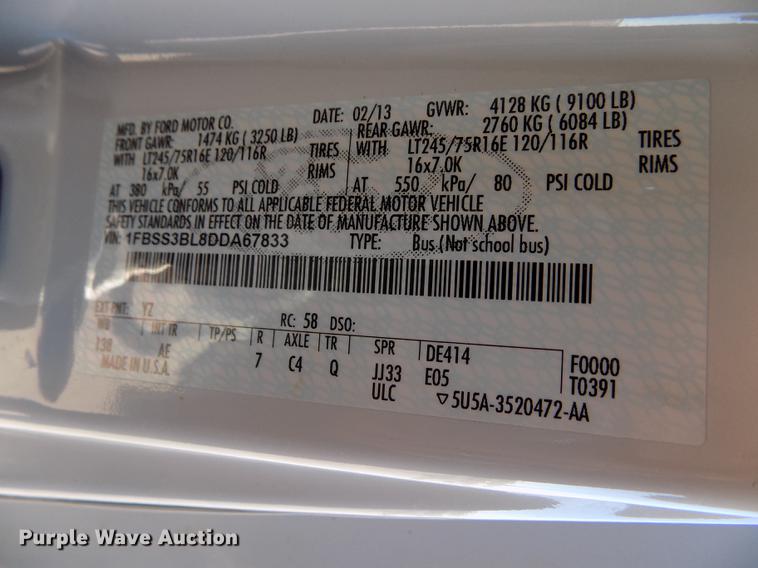 MFD. BY FORD MOTOR CO. DATE: 02/13 GVWR: 4128 KG ( 9100 LB)
FRONT GAWR: 1474 KG ( 3250 LB) REAR GAWR: 2760 KG ( 6084 LB)
WITH LT245/75R16E 120/116R TIRES WITH LT245/75R16E 120/116R TIRES
16x7.0K RIMS 16x7.0K RIMS
AT 380 kPa/ 55 PSI COLD AT 550 kPa/ 80 PSI COLD
THIS VEHICLE CONFORMS TO ALL APPLICABLE FEDERAL MOTOR VEHICLE
SAFETY STANDARDS IN EFFECT ON THE DATE OF MANUFACTURE SHOWN ABOVE.
VIN: 1FBSS3BL8DDA67833 TYPE: Bus (Not school bus)
EXT PNT: YZ RC: 58 DSO:
WB INT TR TP/PS R AXLE TR SPR DE414 F0000
138 AE 7 C4 Q JJ33 E05 T0391
MADE IN U.S.A. ULC ▽5U5A-3520472-AA
Purple Wave Auction